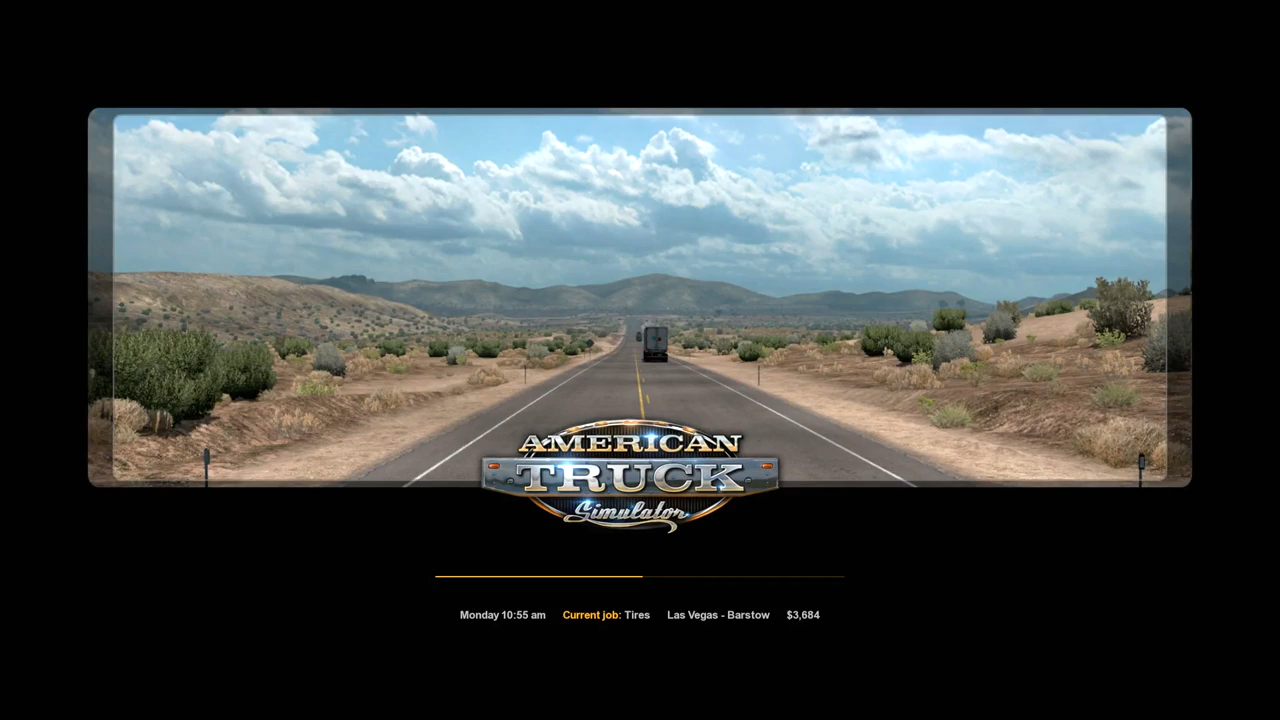 AMERICAN
TRUCK
Simulator
Monday 10:55 am Current job: Tires Las Vegas - Barstow $3,684